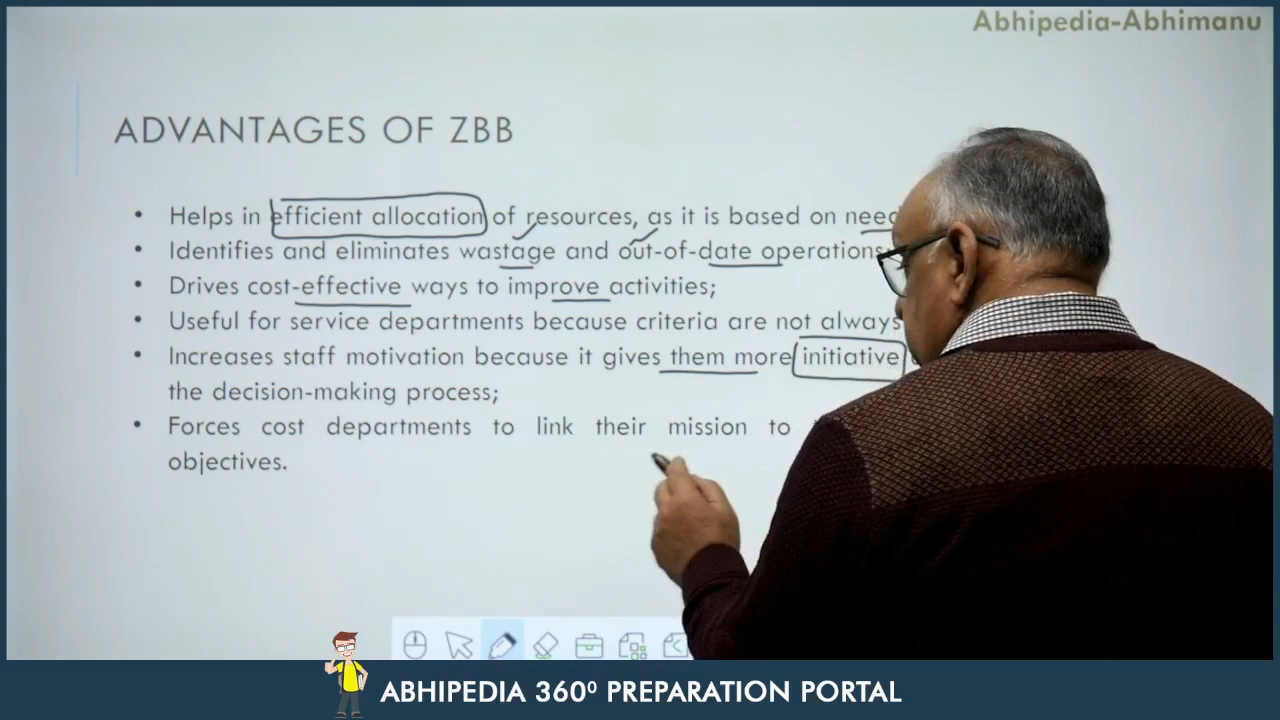 Abhipedia-Abhimanu
ADVANTAGES OF ZBB
• Helps in efficient allocation of resources, as it is based on
• Identifies and eliminates wastage and out-of-date operations;
• Drives cost-effective ways to improve activities;
• Useful for service departments because criteria are not always
• Increases staff motivation because it gives them more initiative
the decision-making process;
• Forces cost departments to link their mission to
objectives.
ABHIPEDIA 360⁰ PREPARATION PORTAL